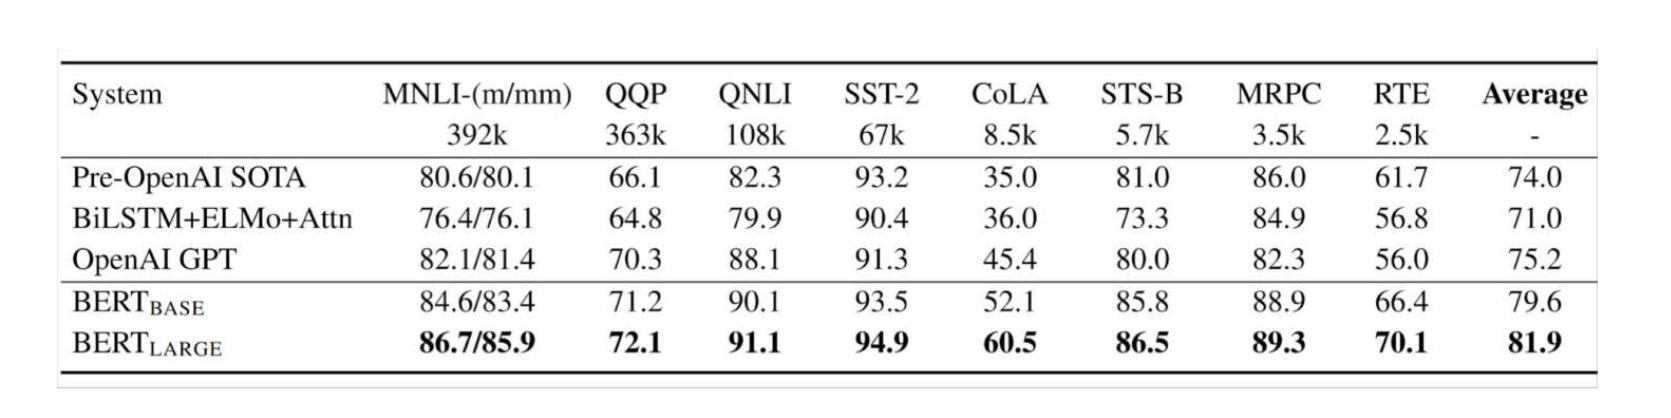 System MNLI-(m/mm) QQP QNLI SST-2 CoLA STS-B MRPC RTE Average
392k 363k 108k 67k 8.5k 5.7k 3.5k 2.5k -
Pre-OpenAI SOTA 80.6/80.1 66.1 82.3 93.2 35.0 81.0 86.0 61.7 74.0
BiLSTM+ELMo+Attn 76.4/76.1 64.8 79.9 90.4 36.0 73.3 84.9 56.8 71.0
OpenAI GPT 82.1/81.4 70.3 88.1 91.3 45.4 80.0 82.3 56.0 75.2
BERTBASE 84.6/83.4 71.2 90.1 93.5 52.1 85.8 88.9 66.4 79.6
BERTLARGE 86.7/85.9 72.1 91.1 94.9 60.5 86.5 89.3 70.1 81.9